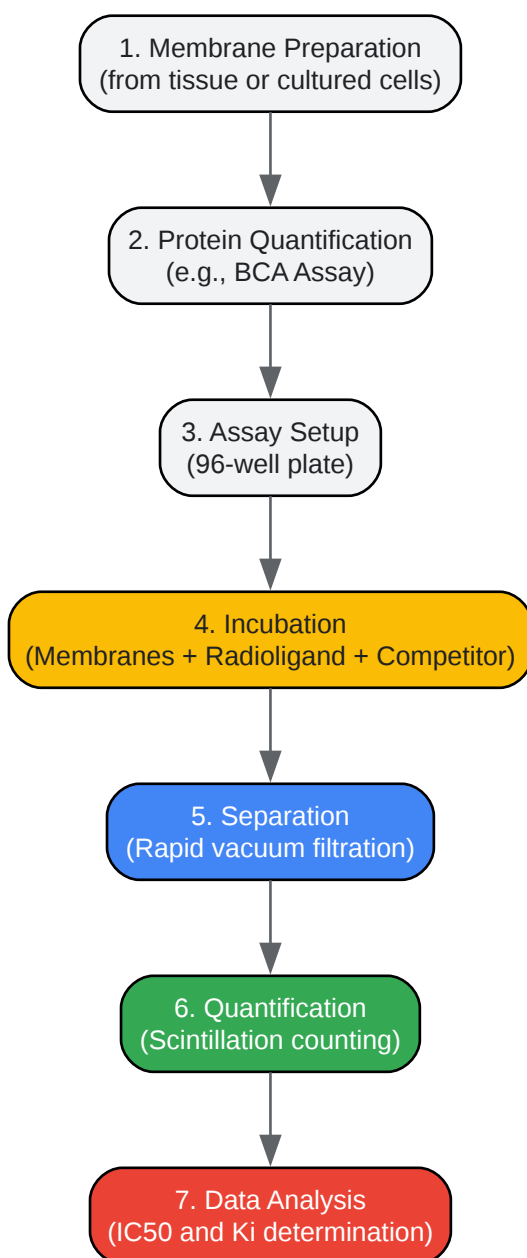 1. Membrane Preparation
(from tissue or cultured cells)
2. Protein Quantification
(e.g., BCA Assay)
3. Assay Setup
(96-well plate)
4. Incubation
(Membranes + Radioligand + Competitor)
5. Separation
(Rapid vacuum filtration)
6. Quantification
(Scintillation counting)
7. Data Analysis
(IC50 and Ki determination)